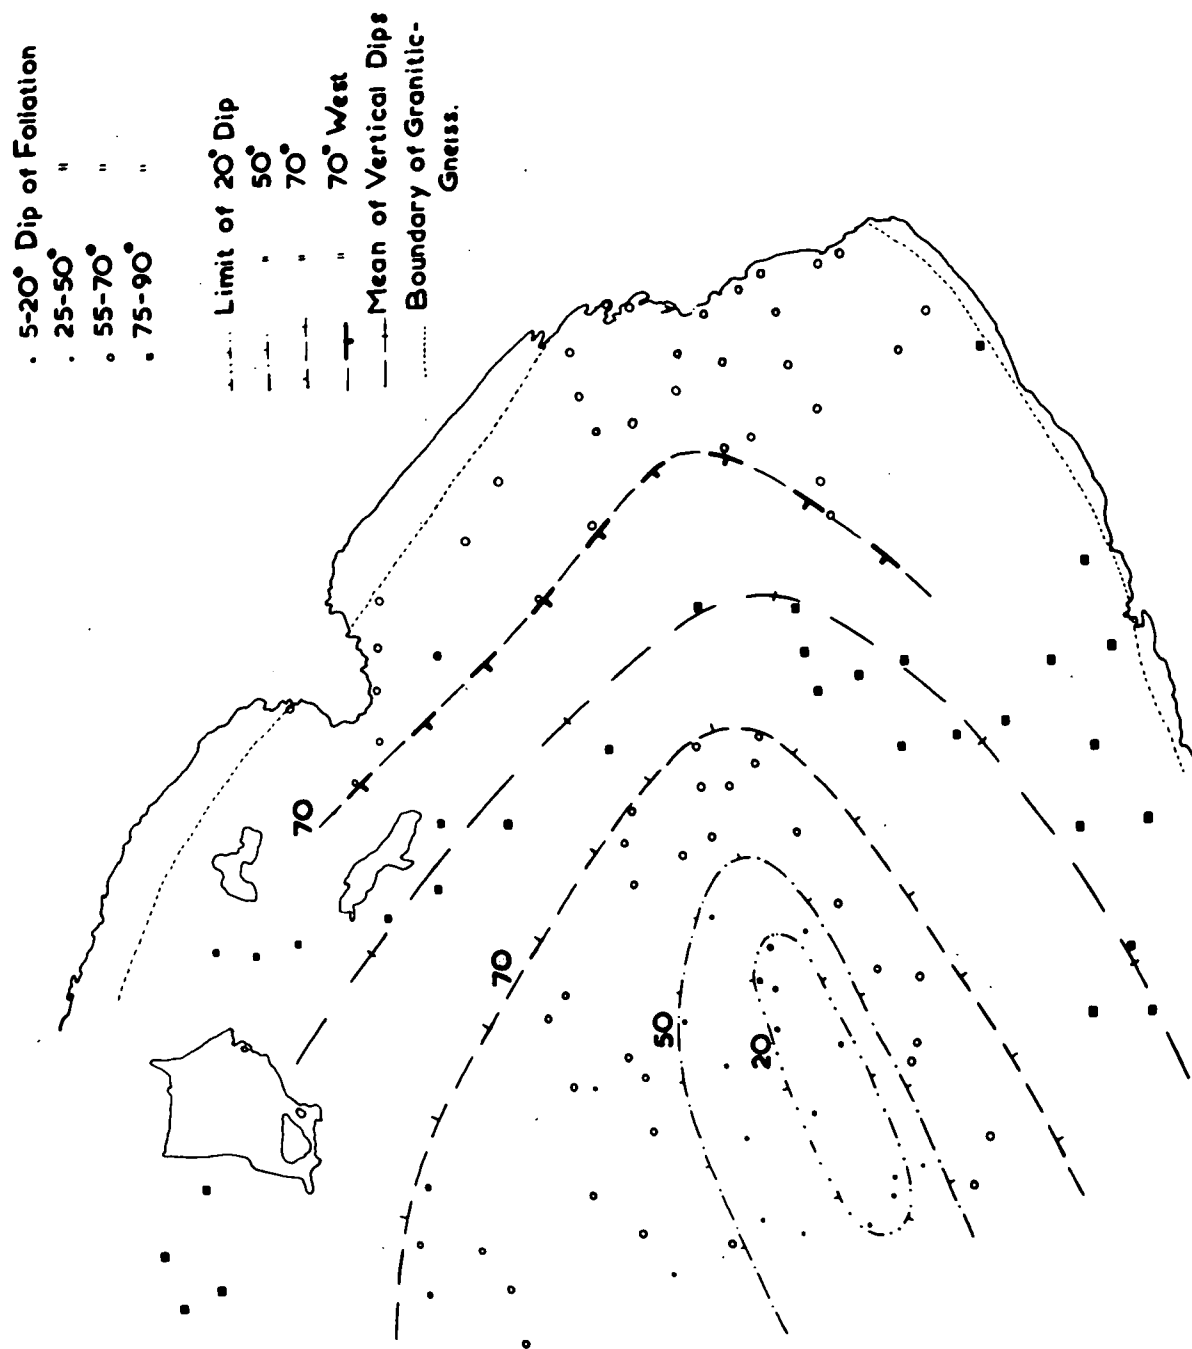 5-20° Dip of Foliation
25-50° "
55-70° "
75-90° "
Limit of 20° Dip
" 50°
" 70°
" 70° West
Mean of Vertical Dips
Boundary of Granitic-
Gneiss.
70
70
50
20